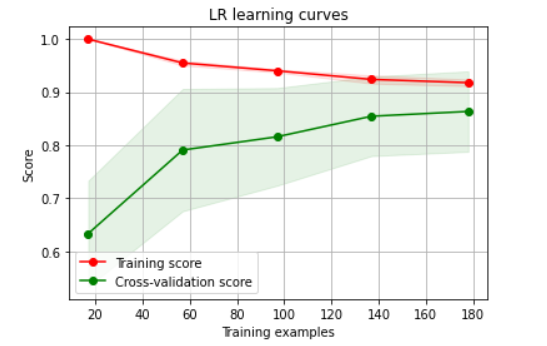 LR learning curves
1.0
0.9
0.8
0.7
0.6
Score
Training score
Cross-validation score
20 40 60 80 100 120 140 160 180
Training examples